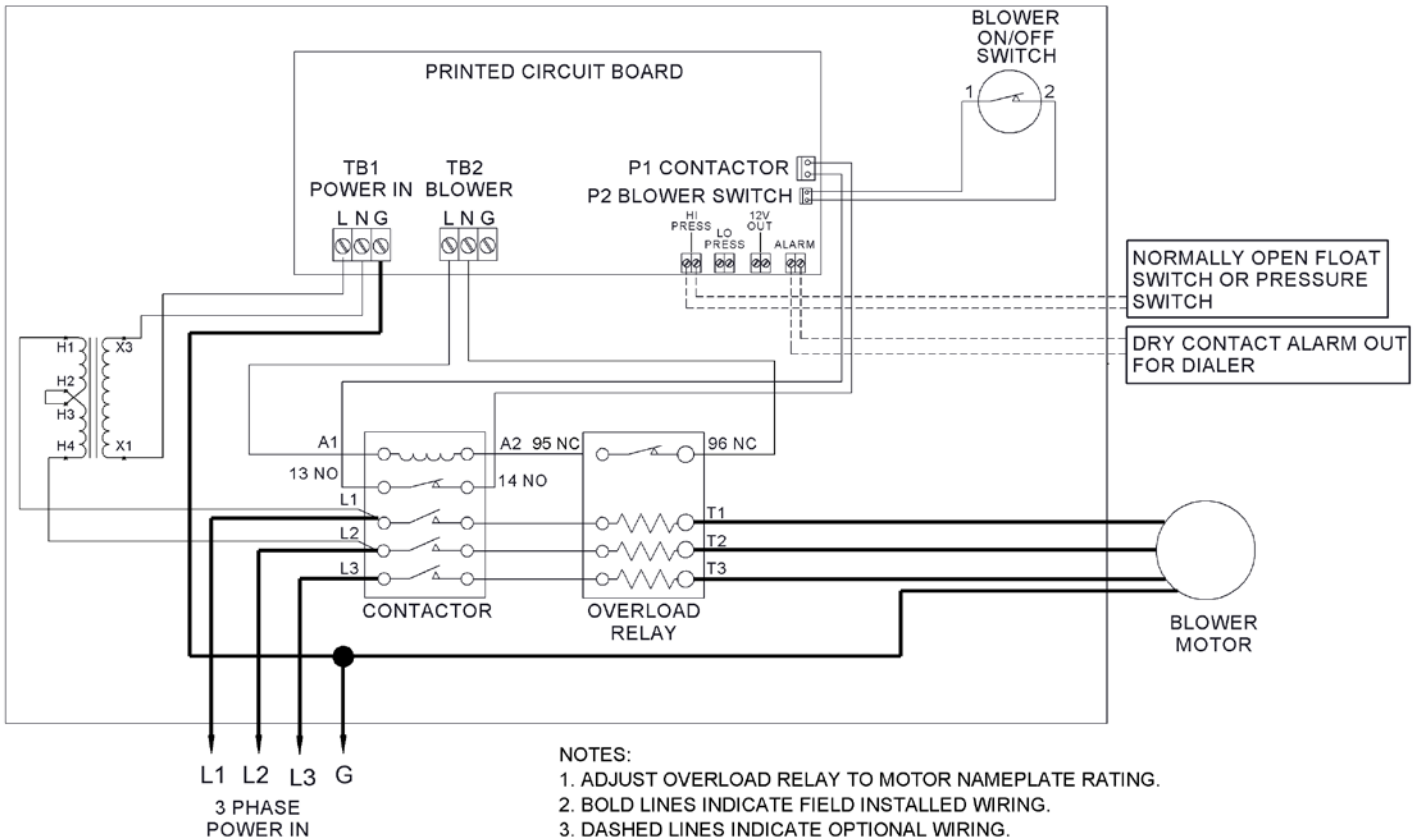 BLOWER
ON/OFF
SWITCH
1 2
PRINTED CIRCUIT BOARD
TB1
POWER IN
L N G
TB2
BLOWER
L N G
P1 CONTACTOR
P2 BLOWER SWITCH
HI
PRESS
LO
PRESS
12V
OUT
ALARM
NORMALLY OPEN FLOAT
SWITCH OR PRESSURE
SWITCH
DRY CONTACT ALARM OUT
FOR DIALER
H1
H2
H3
H4
X3
X1
A1
A2
95 NC
96 NC
13 NO
14 NO
L1
L2
L3
T1
T2
T3
CONTACTOR
OVERLOAD
RELAY
BLOWER
MOTOR
L1 L2 L3 G
3 PHASE
POWER IN
NOTES:
1. ADJUST OVERLOAD RELAY TO MOTOR NAMEPLATE RATING.
2. BOLD LINES INDICATE FIELD INSTALLED WIRING.
3. DASHED LINES INDICATE OPTIONAL WIRING.